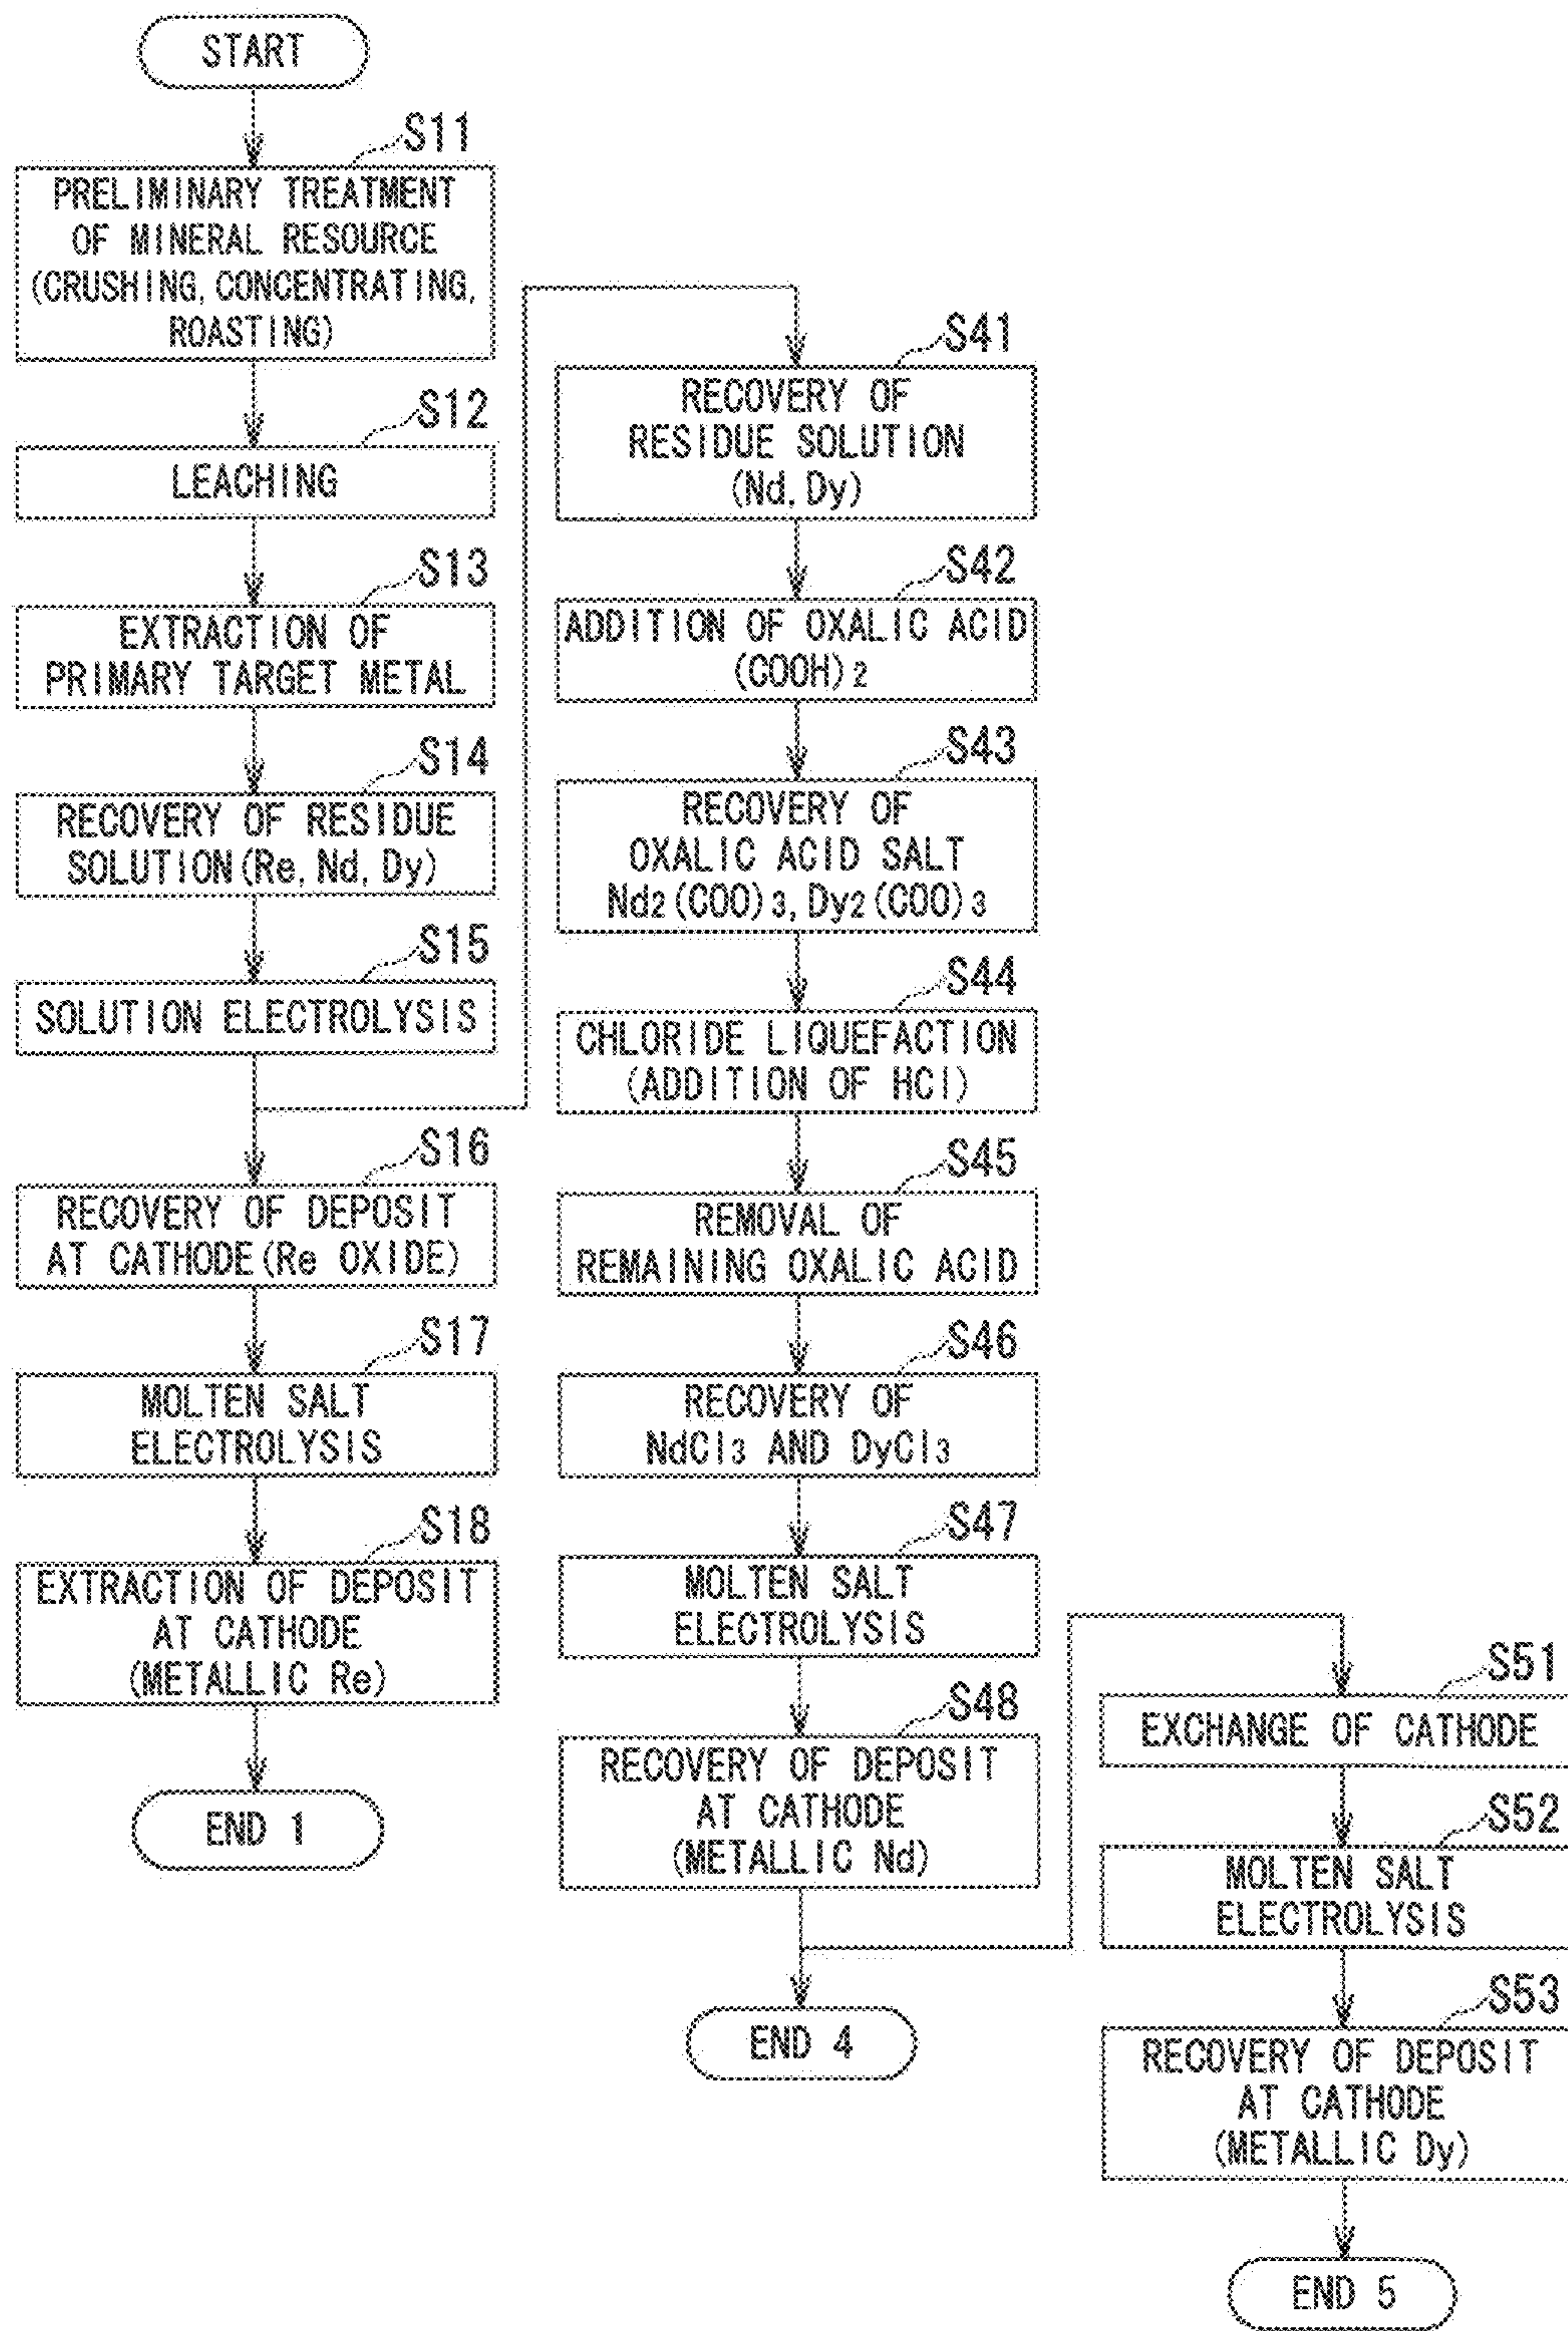 START
S11
PRELIMINARY TREATMENT
OF MINERAL RESOURCE
(CRUSHING, CONCENTRATING,
ROASTING)
S12
LEACHING
S13
EXTRACTION OF
PRIMARY TARGET METAL
S14
RECOVERY OF RESIDUE
SOLUTION (Re, Nd, Dy)
S15
SOLUTION ELECTROLYSIS
S16
RECOVERY OF DEPOSIT
AT CATHODE (Re OXIDE)
S17
MOLTEN SALT
ELECTROLYSIS
S18
EXTRACTION OF DEPOSIT
AT CATHODE
(METALLIC Re)
END 1
S41
RECOVERY OF
RESIDUE SOLUTION
(Nd, Dy)
S42
ADDITION OF OXALIC ACID
(COOH)2
S43
RECOVERY OF
OXALIC ACID SALT
Nd2(COO)3, Dy2(COO)3
S44
CHLORIDE LIQUEFACTION
(ADDITION OF HCl)
S45
REMOVAL OF
REMAINING OXALIC ACID
S46
RECOVERY OF
NdCl3 AND DyCl3
S47
MOLTEN SALT
ELECTROLYSIS
S48
RECOVERY OF DEPOSIT
AT CATHODE
(METALLIC Nd)
END 4
S51
EXCHANGE OF CATHODE
S52
MOLTEN SALT
ELECTROLYSIS
S53
RECOVERY OF DEPOSIT
AT CATHODE
(METALLIC Dy)
END 5